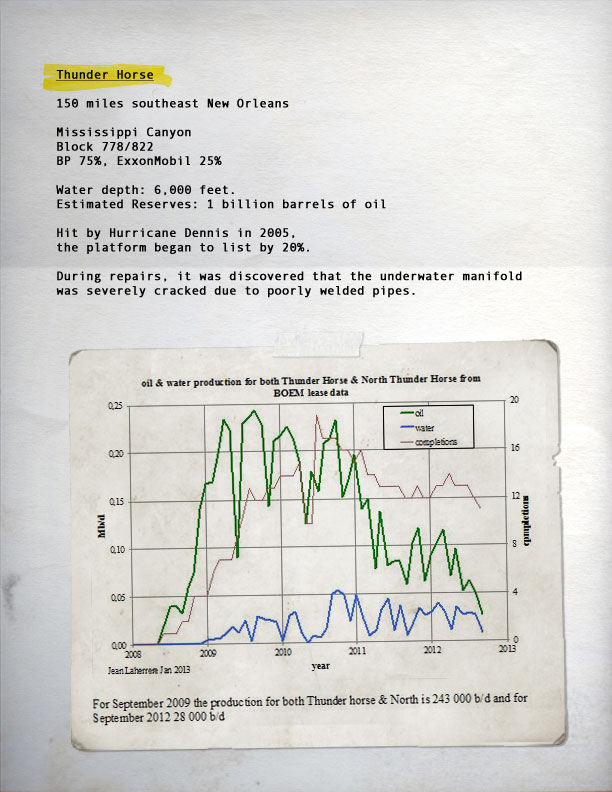 Thunder Horse
150 miles southeast New Orleans
Mississippi Canyon
Block 778/822
BP 75%, ExxonMobil 25%
Water depth: 6,000 feet.
Estimated Reserves: 1 billion barrels of oil
Hit by Hurricane Dennis in 2005,
the platform began to list by 20%.
During repairs, it was discovered that the underwater manifold
was severely cracked due to poorly welded pipes.
oil & water production for both Thunder Horse & North Thunder Horse from
BOEM lease data
0,25
0,20
0,15
0,10
0,05
0,00
Mb/d
20
16
12
8
4
0
completions
oil
water
completions
2008
2009
2010
2011
2012
2013
year
Jean Laherrere Jan 2013
For September 2009 the production for both Thunder horse & North is 243 000 b/d and for
September 2012 28 000 b/d